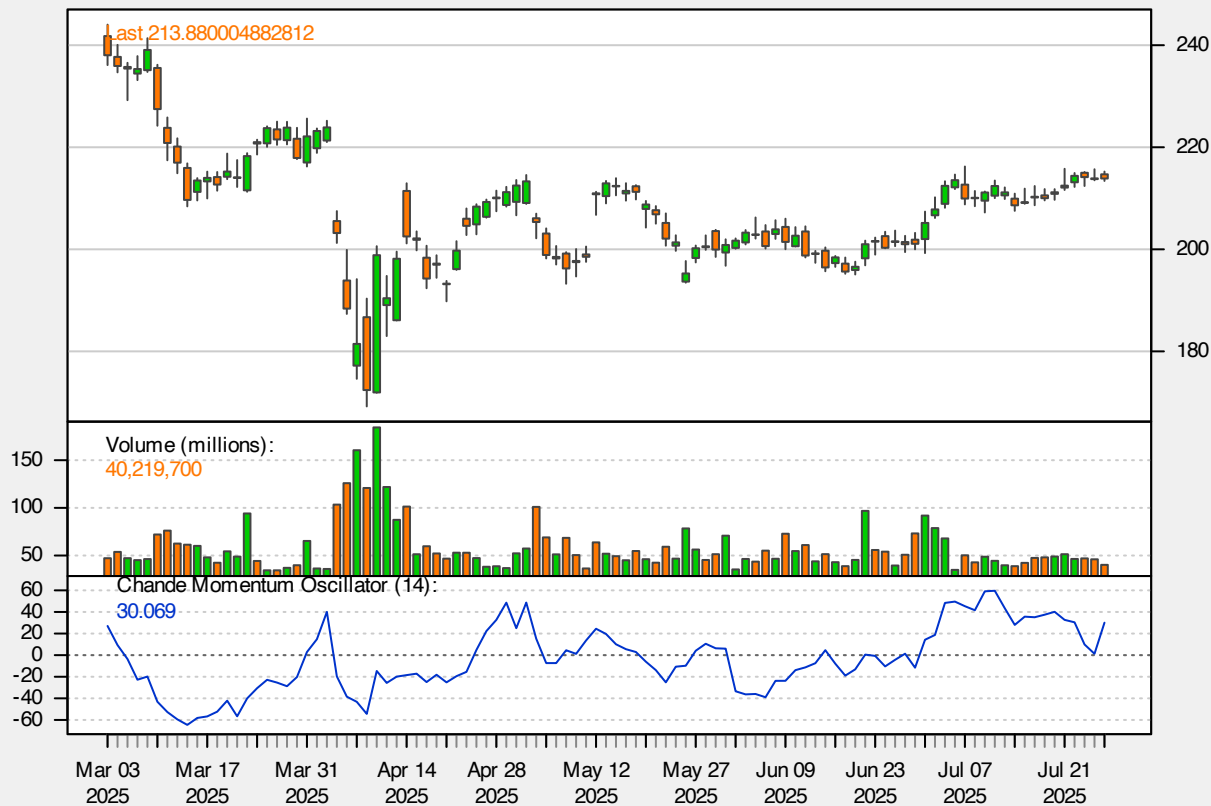 Last 213.880004882812
240
220
200
180
Volume (millions):
40,219,700
150
100
50
Chande Momentum Oscillator (14):
30.069
60
40
20
0
-20
-40
-60
Mar 03
2025
Mar 17
2025
Mar 31
2025
Apr 14
2025
Apr 28
2025
May 12
2025
May 27
2025
Jun 09
2025
Jun 23
2025
Jul 07
2025
Jul 21
2025